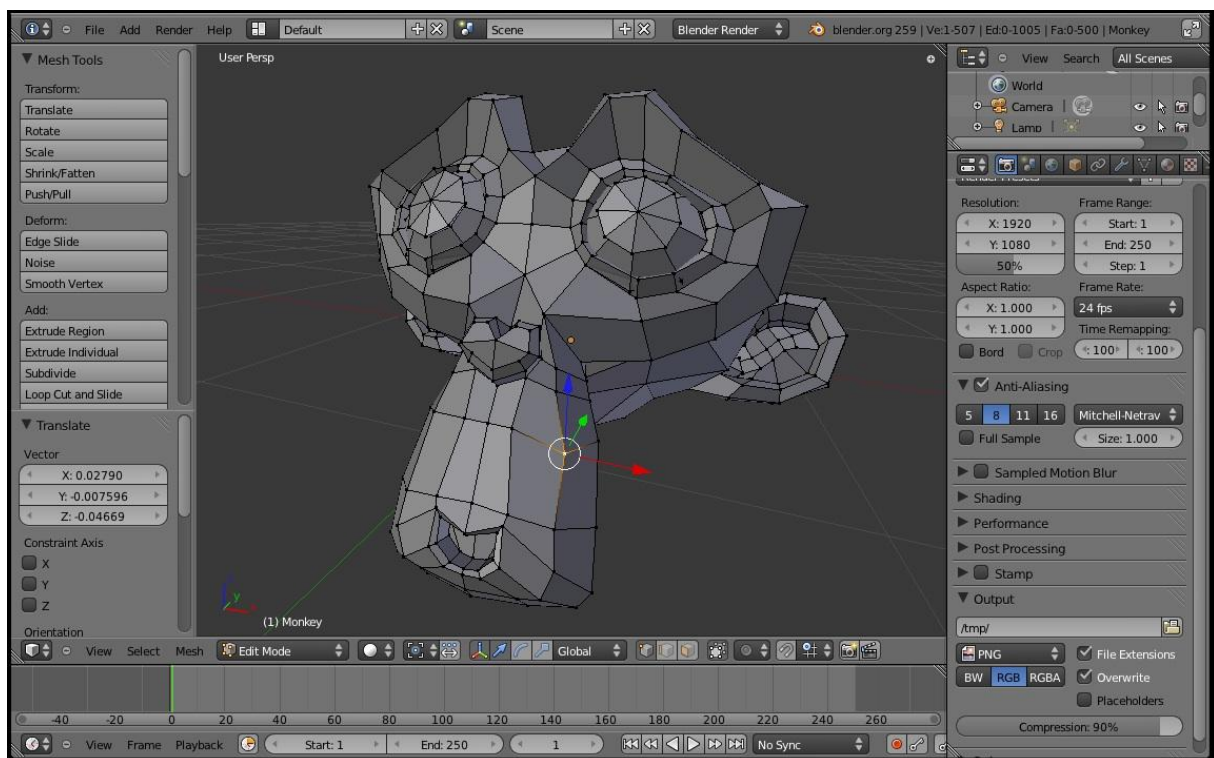 File Add Render Help Default Scene Blender Render blender.org 259 | Ve:1-507 | Ed:0-1005 | Fa:0-500 | Monkey
Mesh Tools
Transform:
Translate
Rotate
Scale
Shrink/Fatten
Push/Pull
Deform:
Edge Slide
Noise
Smooth Vertex
Add:
Extrude Region
Extrude Individual
Subdivide
Loop Cut and Slide
Translate
Vector
X: 0.02790
Y: -0.007596
Z: -0.04669
Constraint Axis
X
Y
Z
Orientation
User Persp
y
(1) Monkey
View Select Mesh Edit Mode Global
-40 -20 0 20 40 60 80 100 120 140 160 180 200 220 240 260
View Frame Playback Start: 1 End: 250 1 No Sync
View Search All Scenes
World
Camera
Lamp
Render Presets
Resolution: Frame Range:
X: 1920 Start: 1
Y: 1080 End: 250
50% Step: 1
Aspect Ratio: Frame Rate:
X: 1.000 24 fps
Y: 1.000 Time Remapping:
Bord Crop 100 100
Anti-Aliasing
5 8 11 16 Mitchell-Netrav
Full Sample Size: 1.000
Sampled Motion Blur
Shading
Performance
Post Processing
Stamp
Output
/tmp/
PNG File Extensions
BW RGB RGBA Overwrite
Placeholders
Compression: 90%